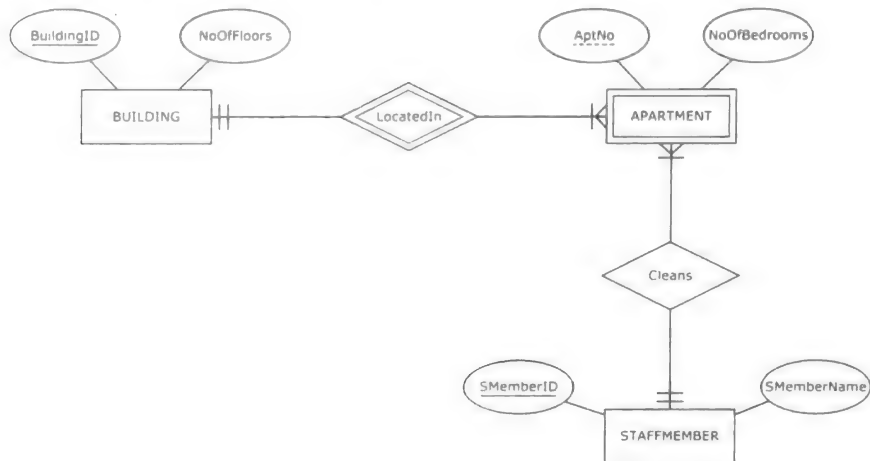 BuildingID
NoOfFloors
AptNo
NoOfBedrooms
BUILDING
LocatedIn
APARTMENT
Cleans
SMemberID
SMemberName
STAFFMEMBER